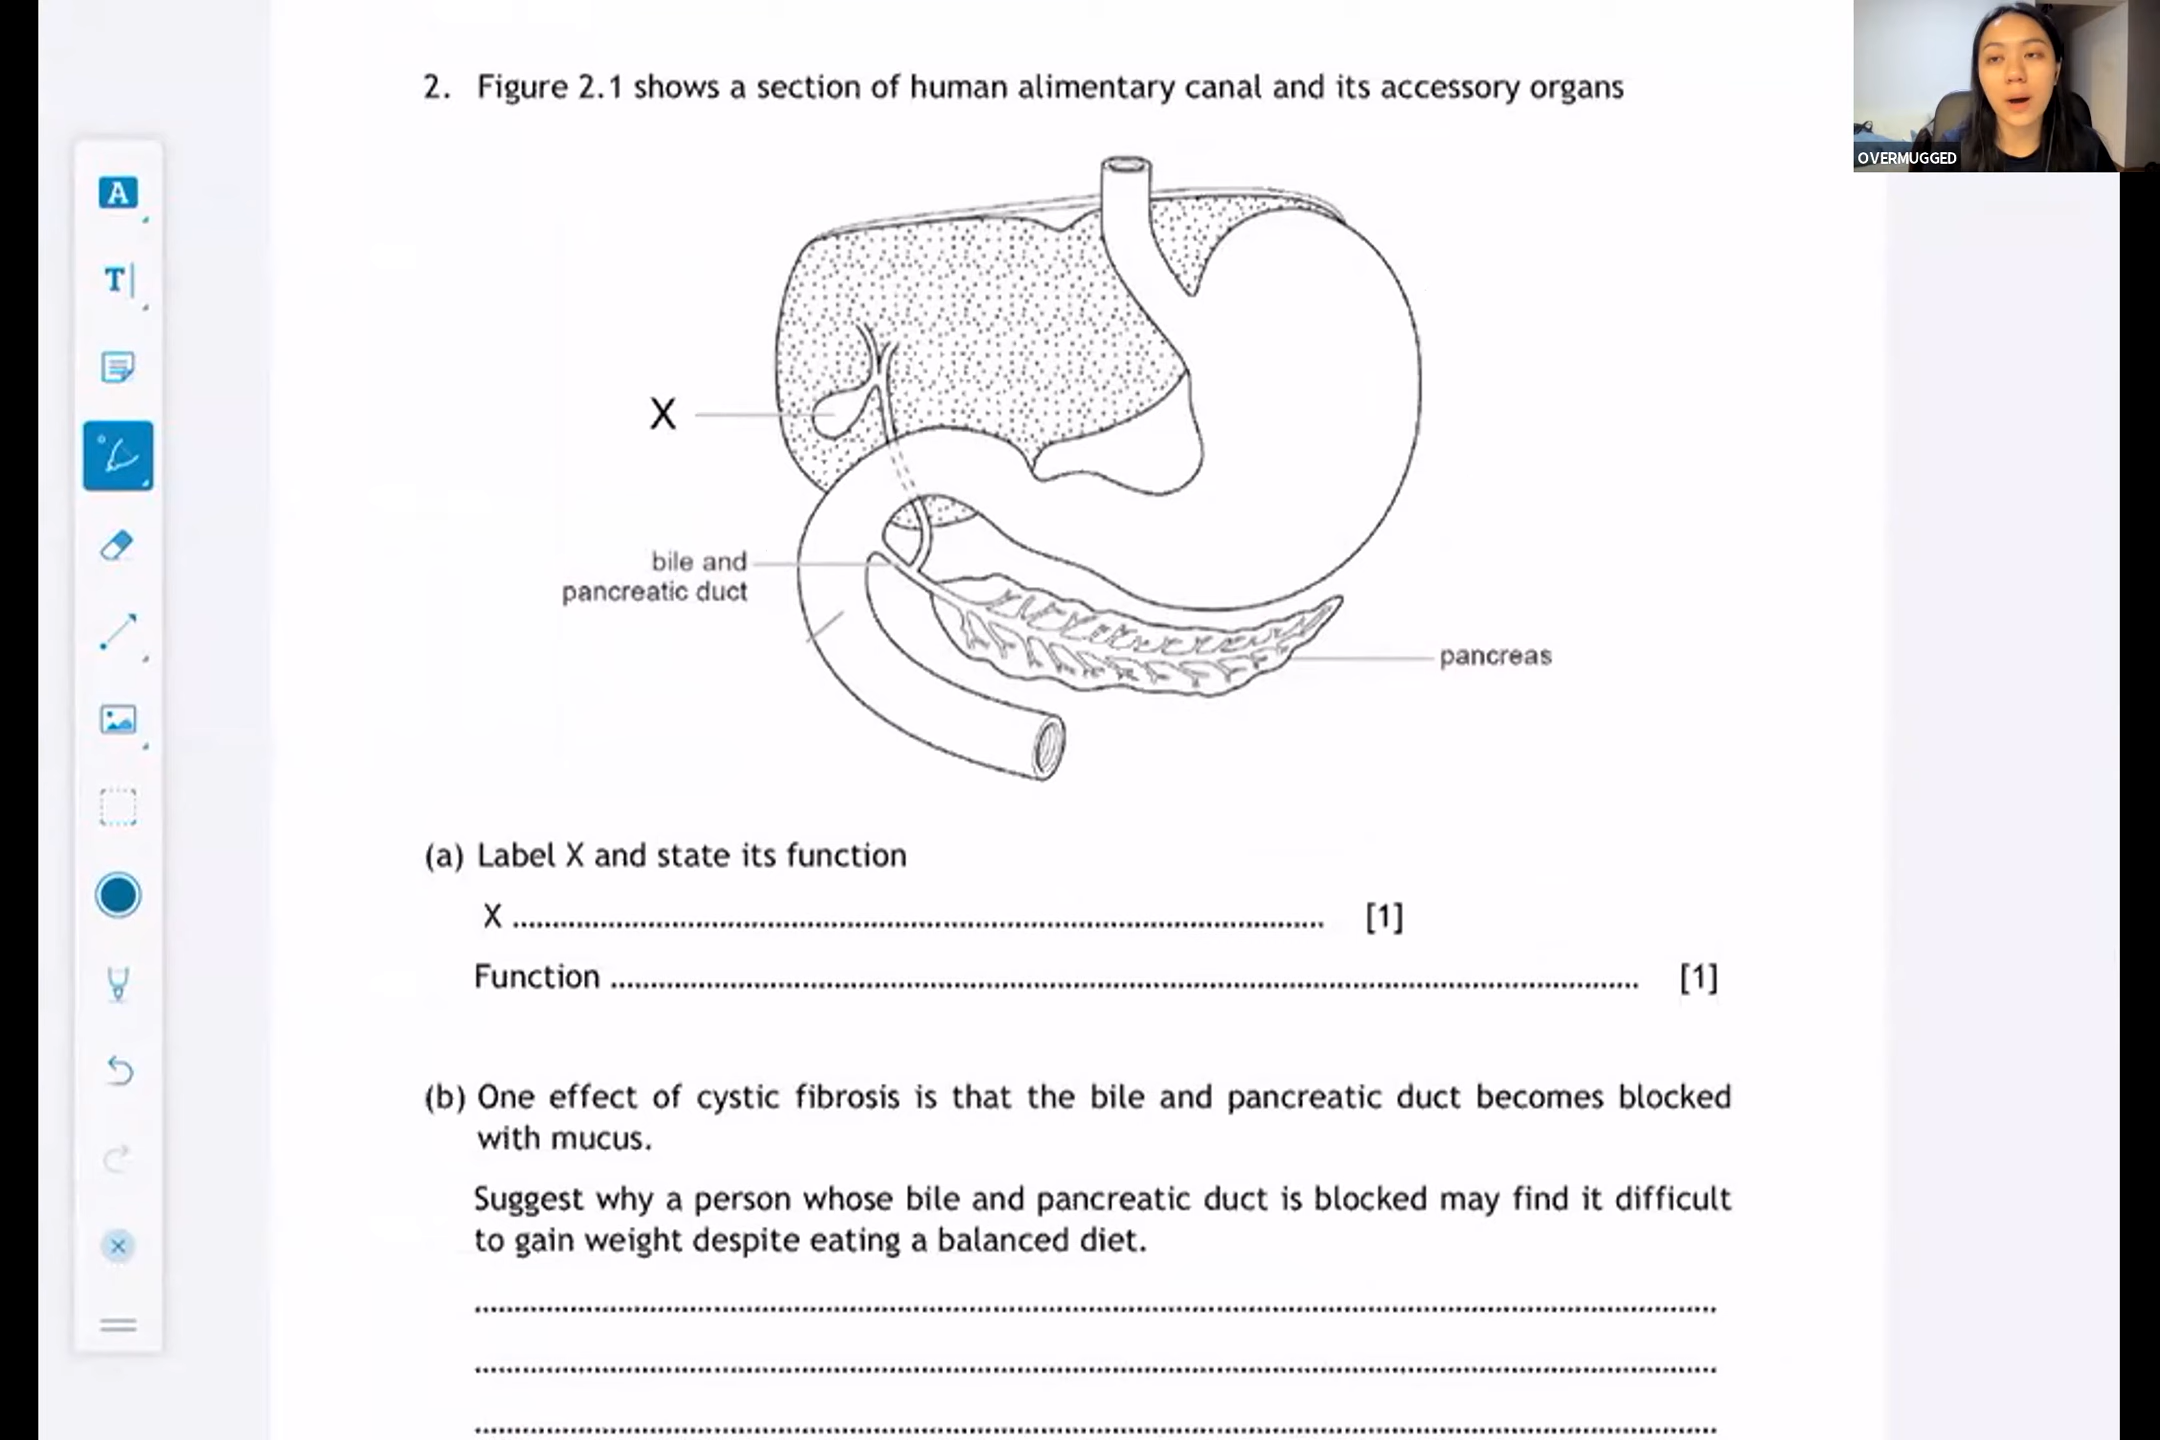 OVERMUGGED
A
T
2. Figure 2.1 shows a section of human alimentary canal and its accessory organs
X
bile and
pancreatic duct
pancreas
(a) Label X and state its function
X ........................................ [1]
Function ........................................ [1]
(b) One effect of cystic fibrosis is that the bile and pancreatic duct becomes blocked
with mucus.
Suggest why a person whose bile and pancreatic duct is blocked may find it difficult
to gain weight despite eating a balanced diet.